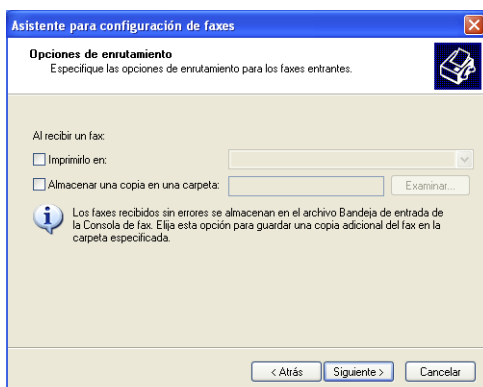 Asistente para configuración de faxes
Opciones de enrutamiento
Especifique las opciones de enrutamiento para los faxes entrantes.
Al recibir un fax:
Imprimirlo en:
Almacenar una copia en una carpeta:
Examinar...
Los faxes recibidos sin errores se almacenan en el archivo Bandeja de entrada de
la Consola de fax. Elija esta opción para guardar una copia adicional del fax en la
carpeta especificada.
< Atrás
Siguiente >
Cancelar